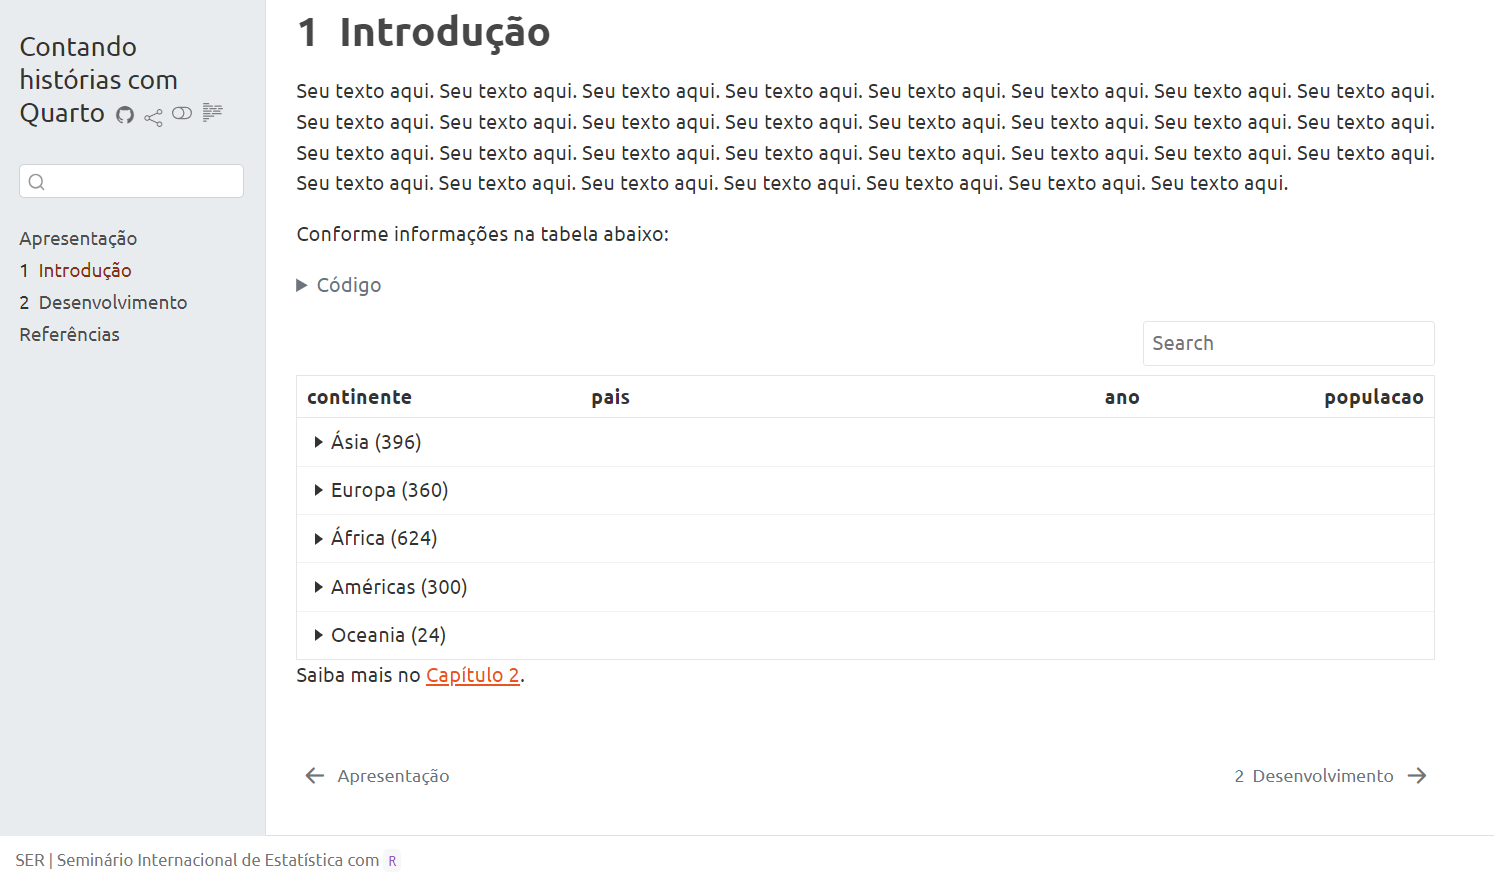 Contando
histórias com
Quarto
Apresentação
1 Introdução
2 Desenvolvimento
Referências
1 Introdução
Seu texto aqui. Seu texto aqui. Seu texto aqui. Seu texto aqui. Seu texto aqui. Seu texto aqui. Seu texto aqui. Seu texto aqui.
Seu texto aqui. Seu texto aqui. Seu texto aqui. Seu texto aqui. Seu texto aqui. Seu texto aqui. Seu texto aqui. Seu texto aqui.
Seu texto aqui. Seu texto aqui. Seu texto aqui. Seu texto aqui. Seu texto aqui. Seu texto aqui. Seu texto aqui. Seu texto aqui.
Seu texto aqui. Seu texto aqui. Seu texto aqui. Seu texto aqui. Seu texto aqui. Seu texto aqui. Seu texto aqui.
Conforme informações na tabela abaixo:
Código
Search
continente pais ano populacao
Ásia (396)
Europa (360)
África (624)
Américas (300)
Oceania (24)
Saiba mais no Capítulo 2.
Apresentação 2 Desenvolvimento
SER | Seminário Internacional de Estatística com R